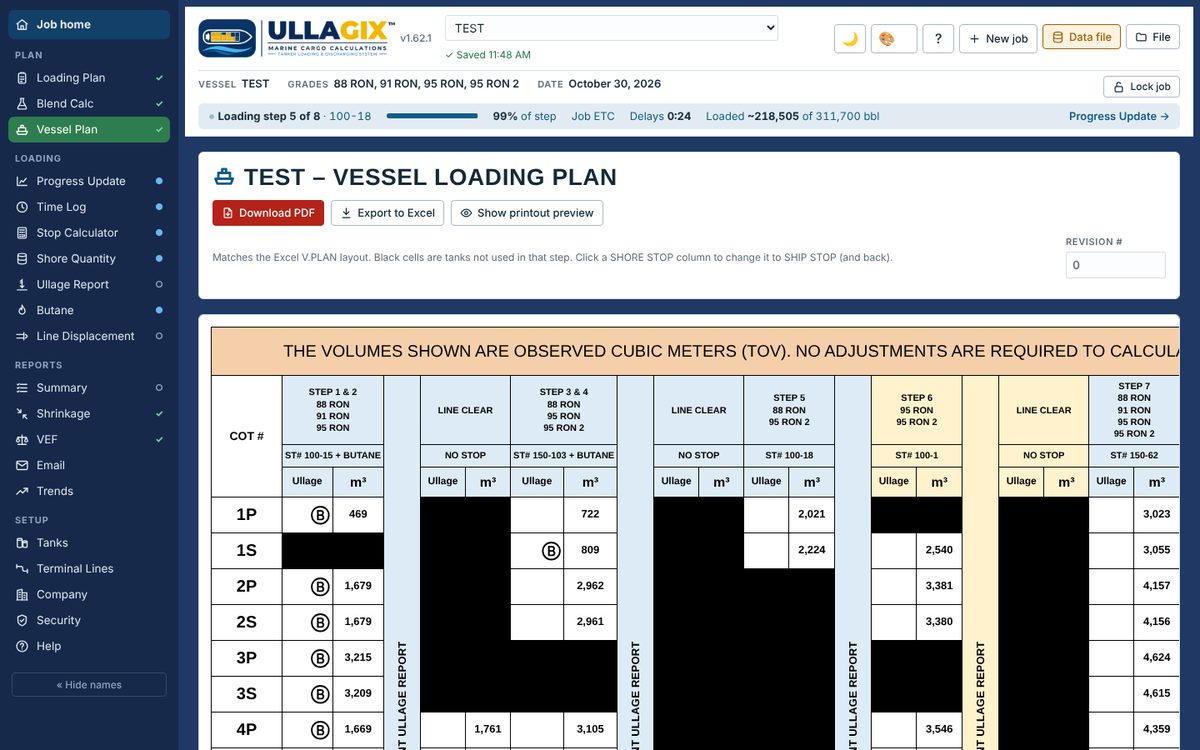 Job home
PLAN
Loading Plan
Blend Calc
Vessel Plan
LOADING
Progress Update
Time Log
Stop Calculator
Shore Quantity
Ullage Report
Butane
Line Displacement
REPORTS
Summary
Shrinkage
VEF
Email
Trends
SETUP
Tanks
Terminal Lines
Company
Security
Help
« Hide names
ULLAGIX™
MARINE CARGO CALCULATIONS
TANKER LOADING & DISCHARGING SYSTEM
v1.62.1
TEST
✓ Saved 11:48 AM
?
+ New job
Data file
File
VESSEL TEST GRADES 88 RON, 91 RON, 95 RON, 95 RON 2 DATE October 30, 2026
Lock job
Loading step 5 of 8 · 100-18 99% of step Job ETC Delays 0:24 Loaded ~218,505 of 311,700 bbl Progress Update →
TEST – VESSEL LOADING PLAN
Download PDF Export to Excel Show printout preview
REVISION #
Matches the Excel V.PLAN layout. Black cells are tanks not used in that step. Click a SHORE STOP column to change it to SHIP STOP (and back).
0
THE VOLUMES SHOWN ARE OBSERVED CUBIC METERS (TOV). NO ADJUSTMENTS ARE REQUIRED TO CALCULA
COT #
STEP 1 & 2
88 RON
91 RON
95 RON
LINE CLEAR
STEP 3 & 4
88 RON
95 RON
95 RON 2
LINE CLEAR
STEP 5
88 RON
95 RON 2
STEP 6
95 RON
95 RON 2
LINE CLEAR
STEP 7
88 RON
91 RON
95 RON
95 RON 2
ST# 100-15 + BUTANE NO STOP ST# 150-103 + BUTANE NO STOP ST# 100-18 ST# 100-1 NO STOP ST# 150-62
Ullage m³ Ullage m³ Ullage m³ Ullage m³ Ullage m³ Ullage m³ Ullage m³ Ullage m³
1P Ⓑ 469 722 2,021 3,023
1S Ⓑ 809 2,224 2,540 3,055
2P Ⓑ 1,679 2,962 3,381 4,157
2S Ⓑ 1,679 2,961 3,380 4,156
3P Ⓑ 3,215 4,624
3S Ⓑ 3,209 4,615
4P Ⓑ 1,669 1,761 3,105 3,546 4,359
NT ULLAGE REPORT
NT ULLAGE REPORT
NT ULLAGE REPORT
NT ULLAGE REPORT